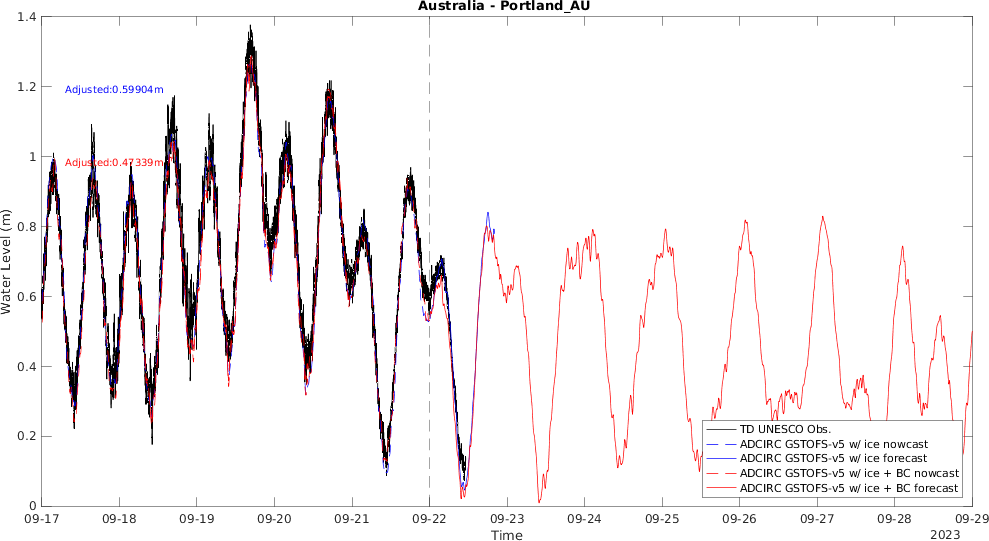 Australia - Portland_AU
Water Level (m)
1.4
1.2
1
0.8
0.6
0.4
0.2
0
Adjusted:0.59904m
Adjusted:0.47339m
TD UNESCO Obs.
ADCIRC GSTOFS-v5 w/ ice nowcast
ADCIRC GSTOFS-v5 w/ ice forecast
ADCIRC GSTOFS-v5 w/ ice + BC nowcast
ADCIRC GSTOFS-v5 w/ ice + BC forecast
09-17 09-18 09-19 09-20 09-21 09-22 09-23 09-24 09-25 09-26 09-27 09-28 09-29
Time
2023